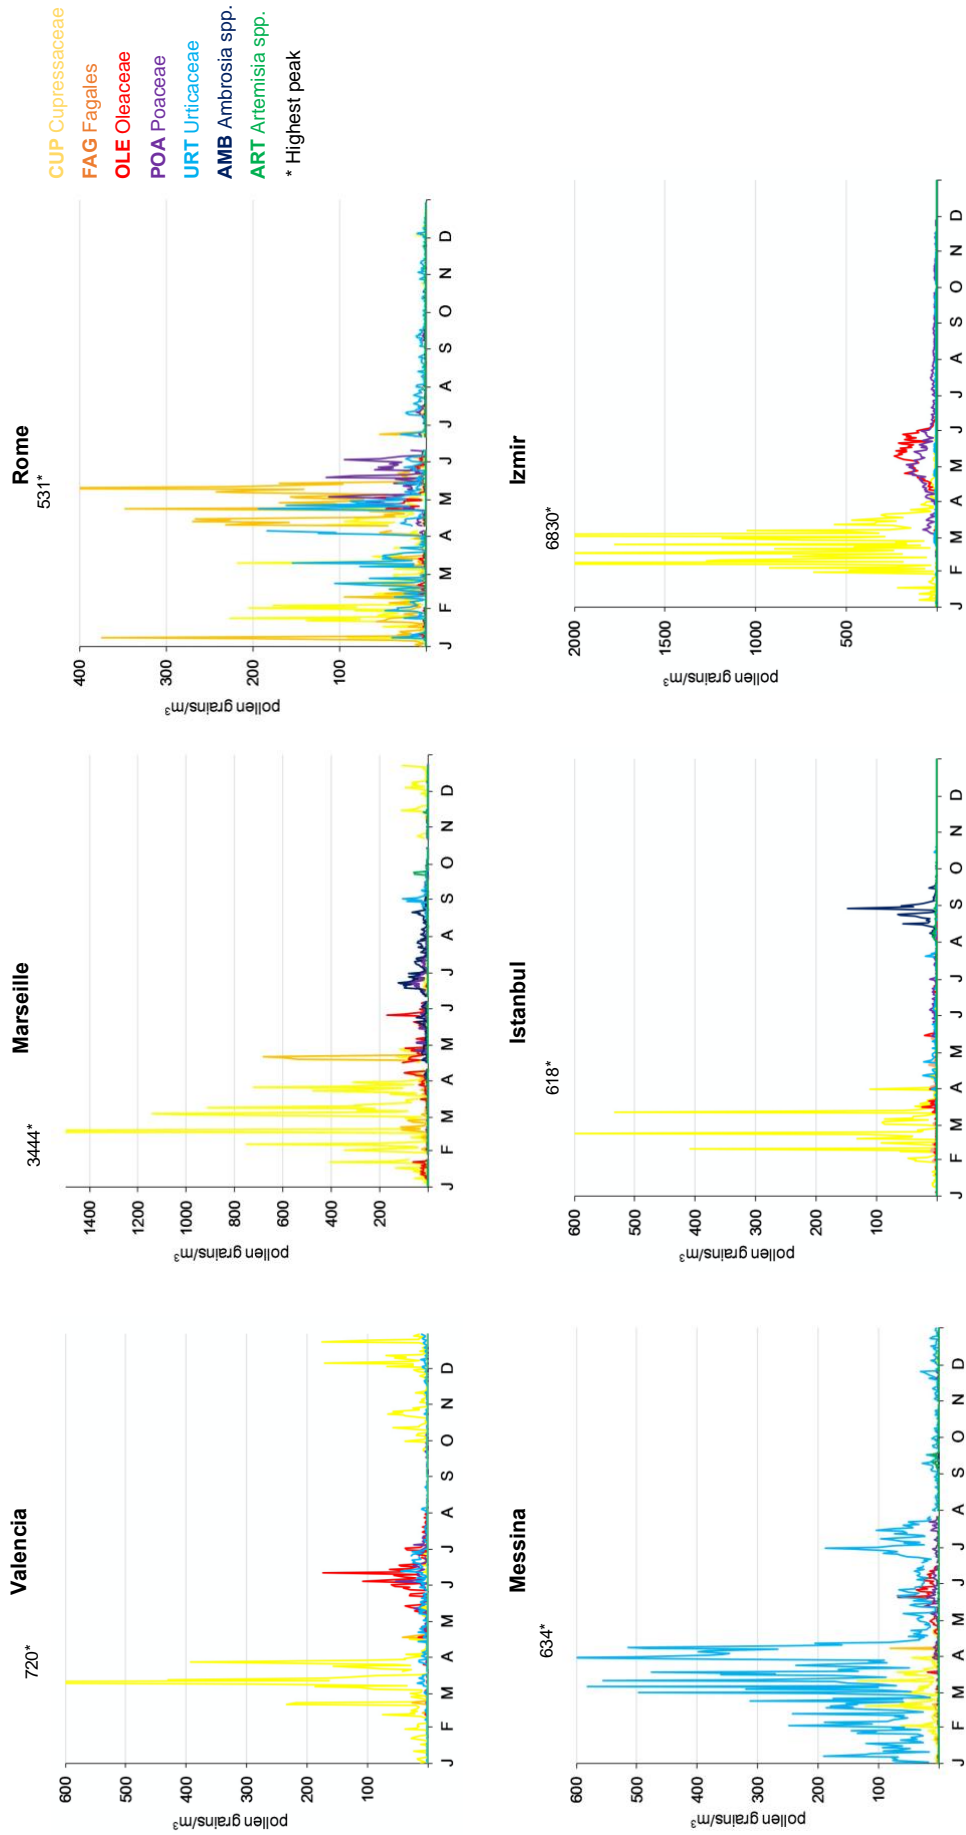 Valencia
720*
pollen grains/m³
600
500
400
300
200
100
J F M A M J J A S O N D
Marseille
3444*
pollen grains/m³
1400
1200
1000
800
600
400
200
J F M A M J J A S O N D
Rome
531*
pollen grains/m³
400
300
200
100
J F M A M J J A S O N D
CUP Cupressaceae
FAG Fagales
OLE Oleaceae
POA Poaceae
URT Urticaceae
AMB Ambrosia spp.
ART Artemisia spp.
* Highest peak
Messina
634*
pollen grains/m³
600
500
400
300
200
100
J F M A M J J A S O N D
Istanbul
618*
pollen grains/m³
600
500
400
300
200
100
J F M A M J J A S O N D
Izmir
6830*
pollen grains/m³
2000
1500
1000
500
J F M A M J J A S O N D